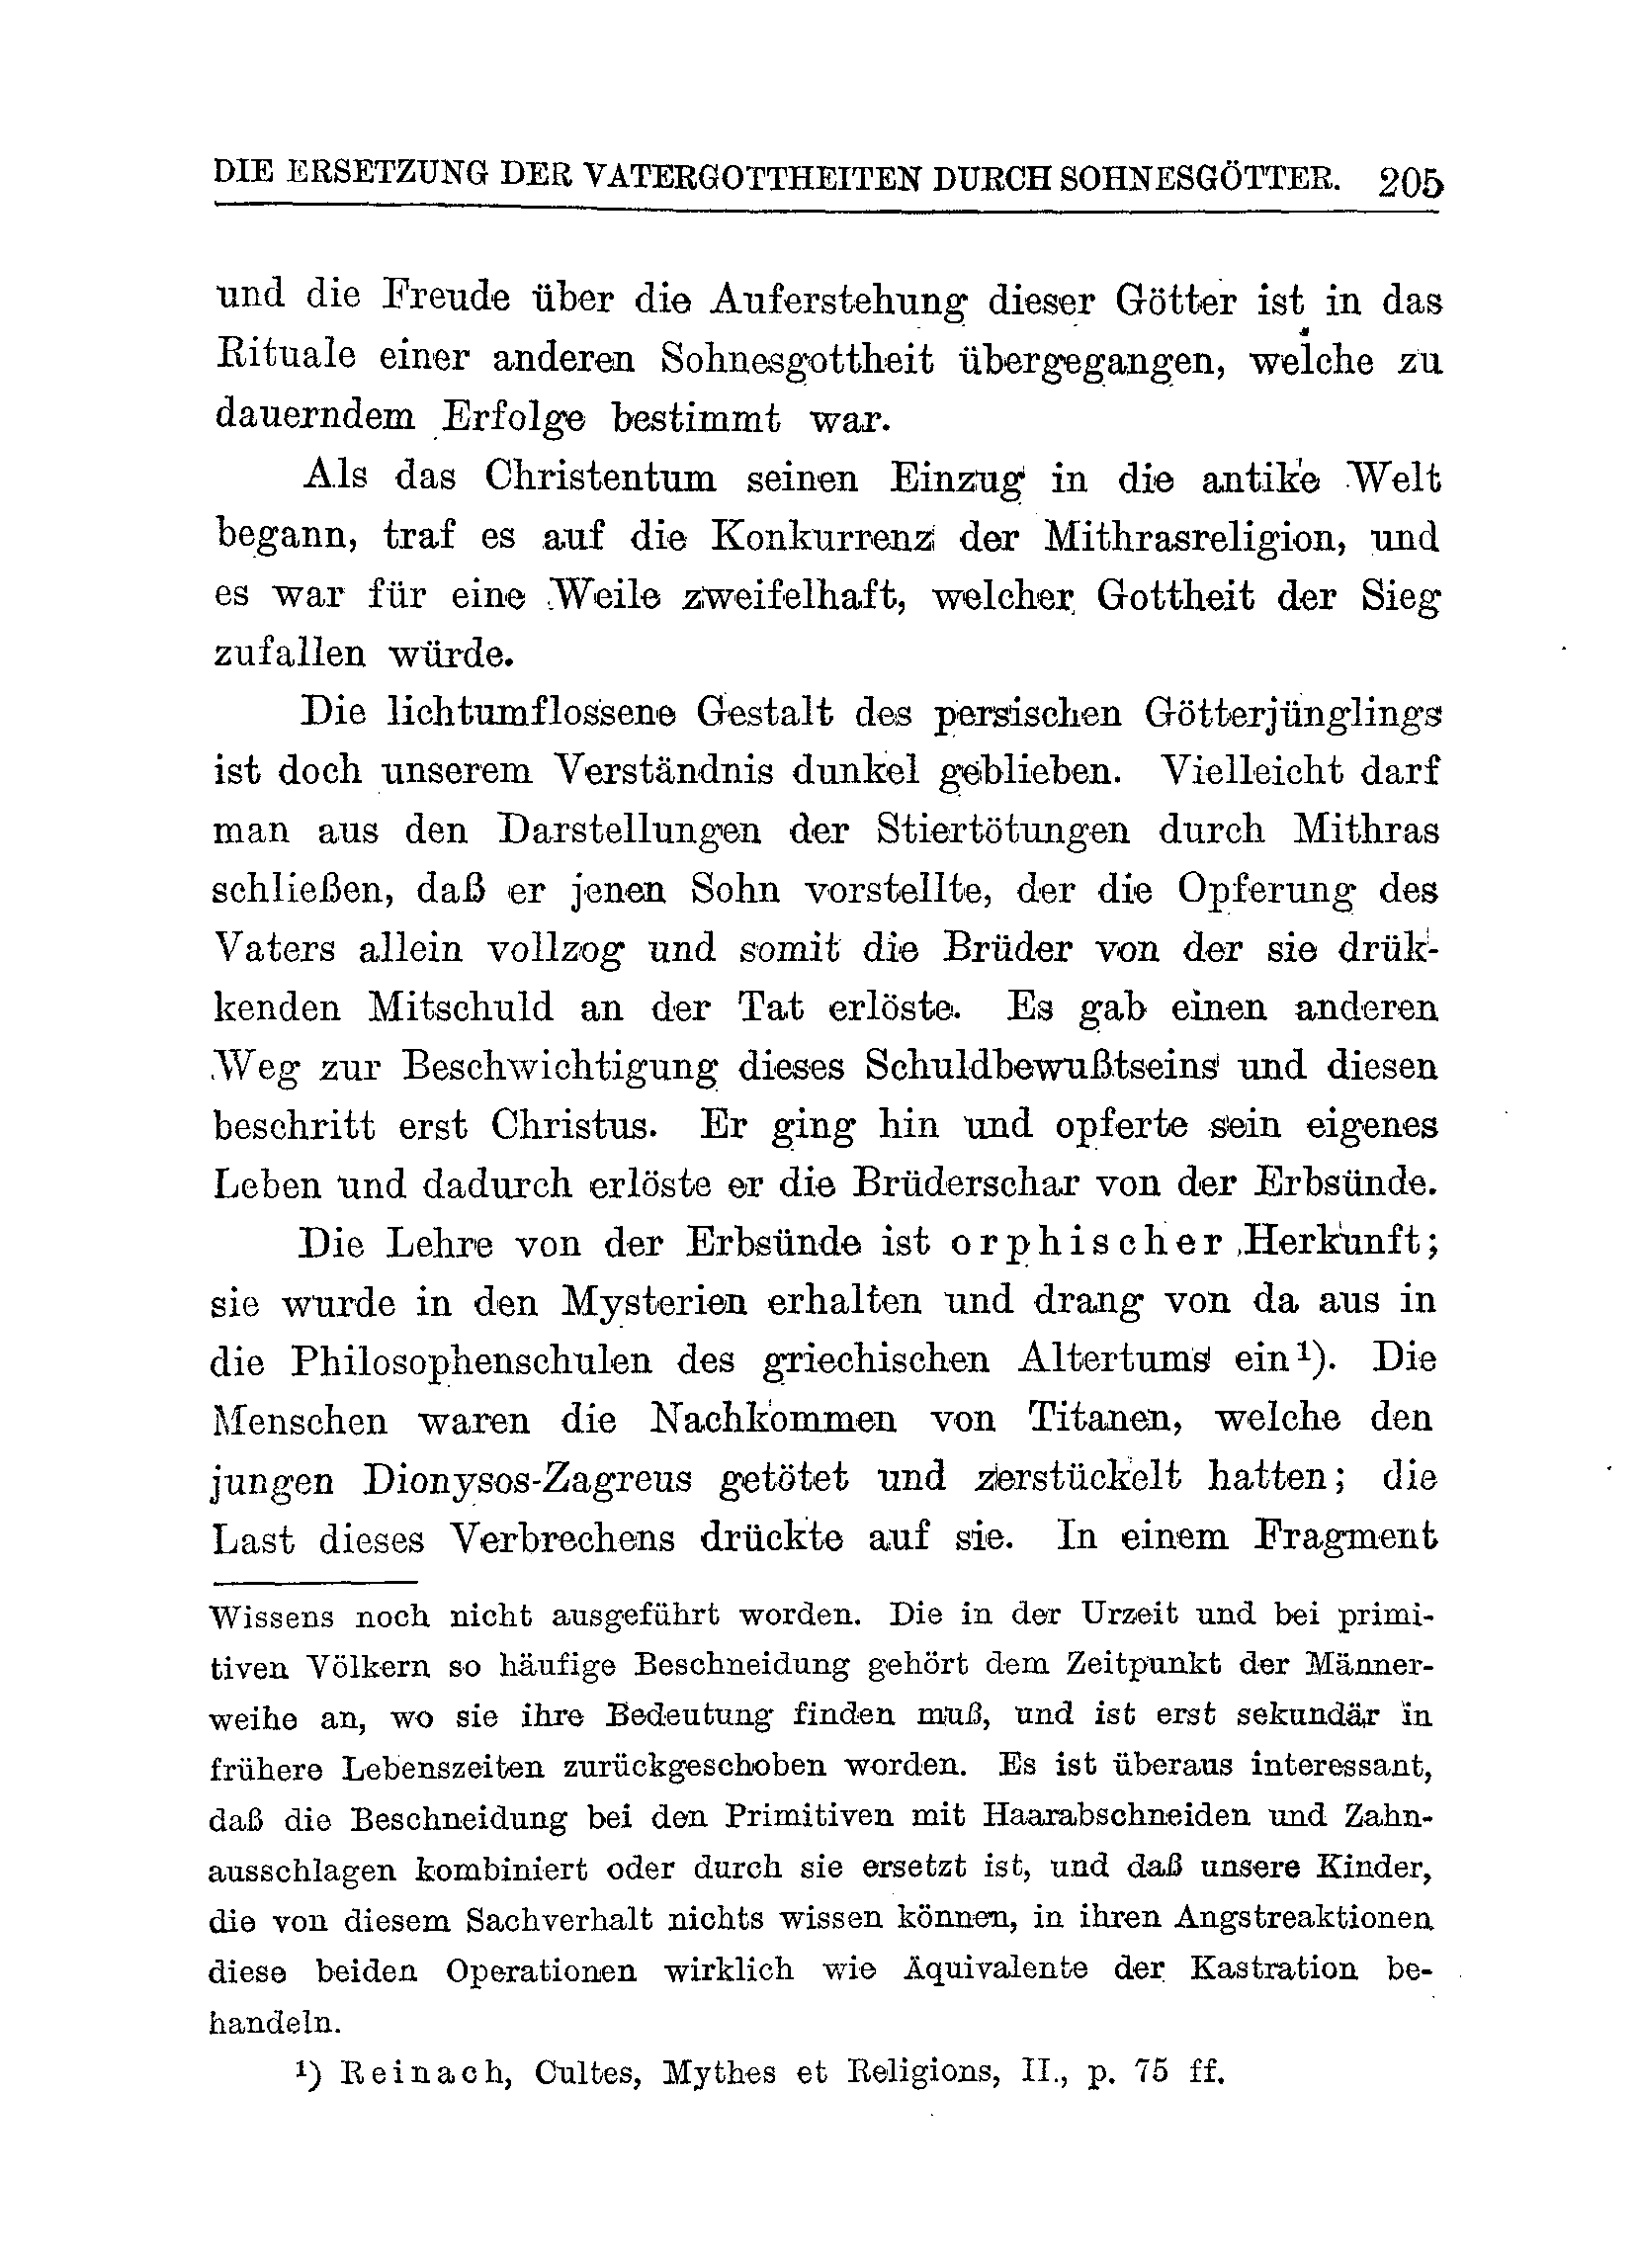 DIE ERSETZUNG DER VATERGOTTHEITEN DURCH SOHNESGÖTTER. 205
und die Freude über die Auferstehung dieser Götter ist in das
Rituale einer anderen Sohnesgottheit übergegangen, welche zu
dauerndem Erfolge bestimmt war.
Als das Christentum seinen Einzug in die antike Welt
begann, traf es auf die Konkurrenz der Mithrasreligion, und
es war für eine Weile zweifelhaft, welcher Gottheit der Sieg
zufallen würde.
Die lichtumflossene Gestalt des persischen Götterjünglings
ist doch unserem Verständnis dunkel geblieben. Vielleicht darf
man aus den Darstellungen der Stiertötungen durch Mithras
schließen, daß er jenen Sohn vorstellte, der die Opferung des
Vaters allein vollzog und somit die Brüder von der sie drük-
kenden Mitschuld an der Tat erlöste. Es gab einen anderen
Weg zur Beschwichtigung dieses Schuldbewußtseins und diesen
beschritt erst Christus. Er ging hin und opferte sein eigenes
Leben und dadurch erlöste er die Brüderschar von der Erbsünde.
Die Lehre von der Erbsünde ist orphischer Herkunft;
sie wurde in den Mysterien erhalten und drang von da aus in
die Philosophenschulen des griechischen Altertums ein¹). Die
Menschen waren die Nachkommen von Titanen, welche den
jungen Dionysos-Zagreus getötet und zerstückelt hatten; die
Last dieses Verbrechens drückte auf sie. In einem Fragment
Wissens noch nicht ausgeführt worden. Die in der Urzeit und bei primi-
tiven Völkern so häufige Beschneidung gehört dem Zeitpunkt der Männer-
weihe an, wo sie ihre Bedeutung finden muß, und ist erst sekundär in
frühere Lebenszeiten zurückgeschoben worden. Es ist überaus interessant,
daß die Beschneidung bei den Primitiven mit Haarabschneiden und Zahn-
ausschlagen kombiniert oder durch sie ersetzt ist, und daß unsere Kinder,
die von diesem Sachverhalt nichts wissen können, in ihren Angstreaktionen
diese beiden Operationen wirklich wie Äquivalente der Kastration be-
handeln.
¹) Reinach, Cultes, Mythes et Religions, II., p. 75 ff.